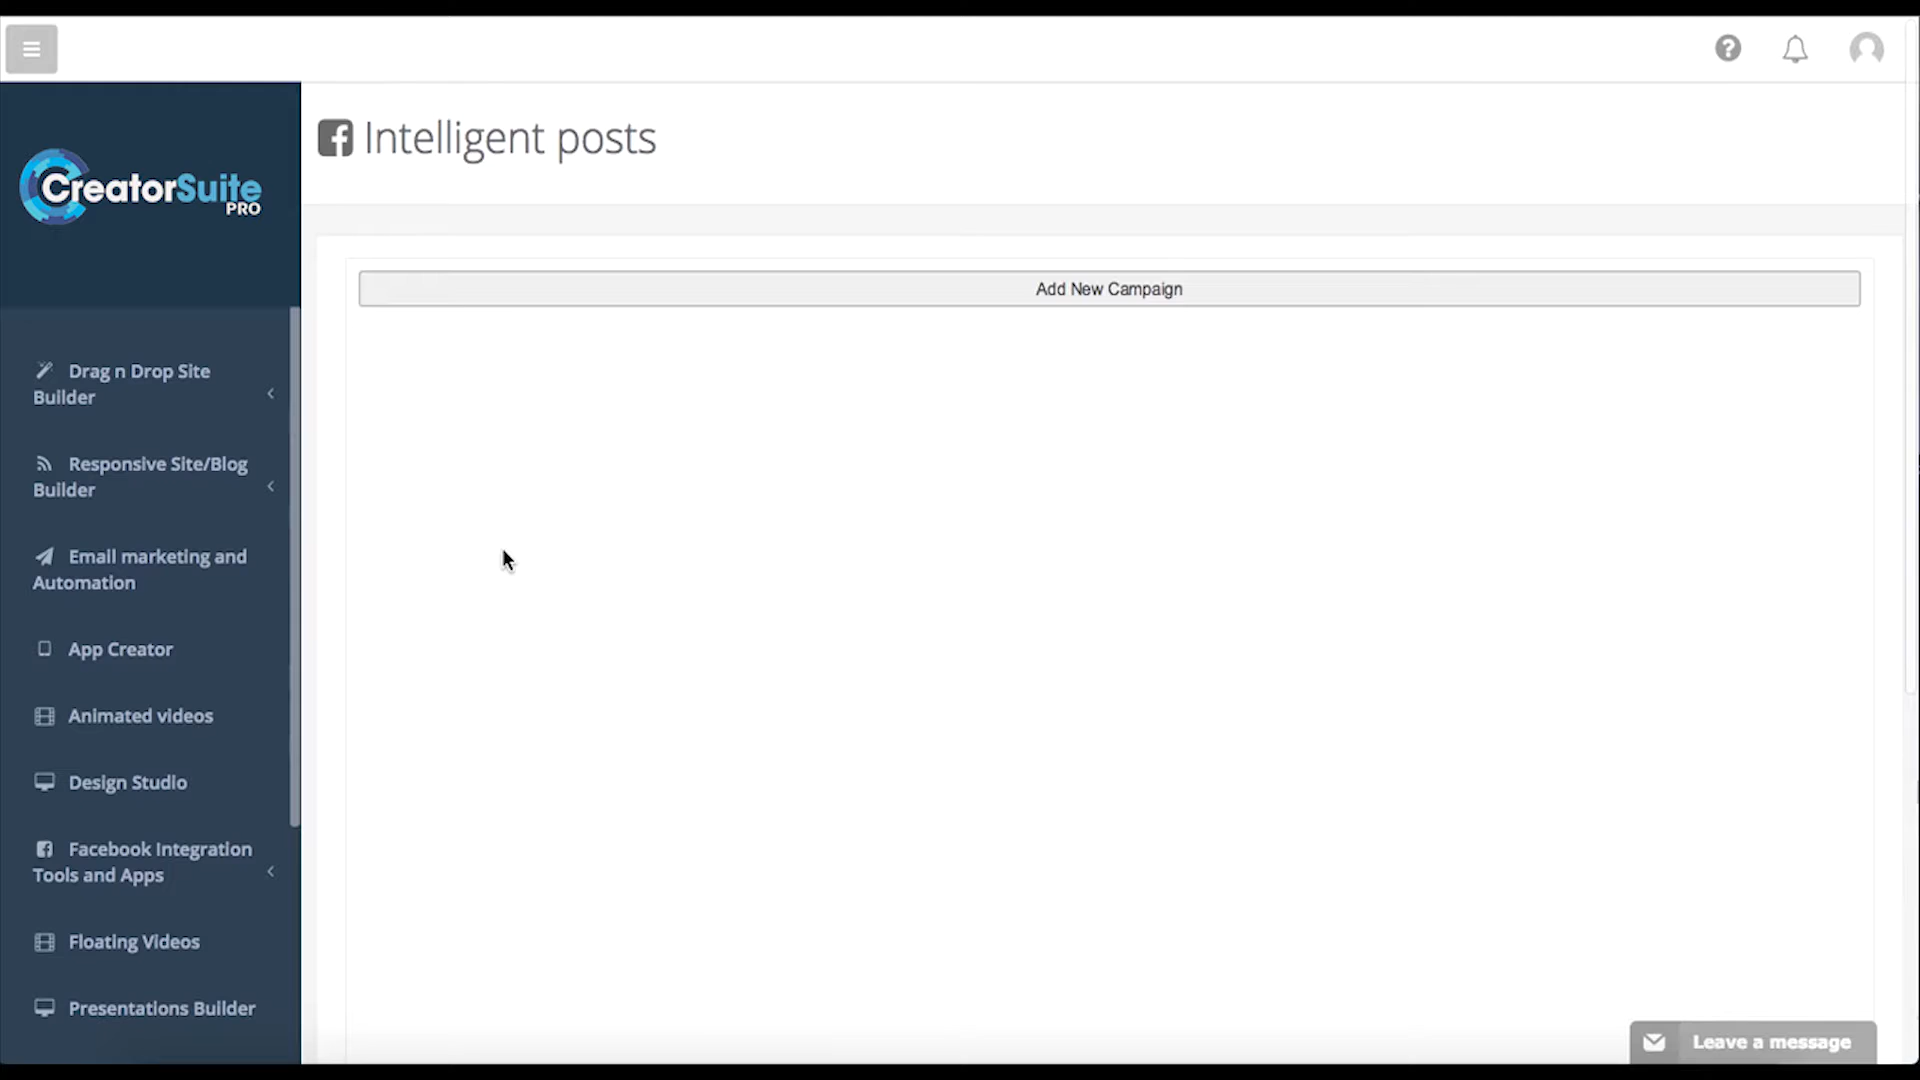 Intelligent posts
CreatorSuite
PRO
Add New Campaign
Drag n Drop Site
Builder
Responsive Site/Blog
Builder
Email marketing and
Automation
App Creator
Animated videos
Design Studio
Facebook Integration
Tools and Apps
Floating Videos
Presentations Builder
Leave a message